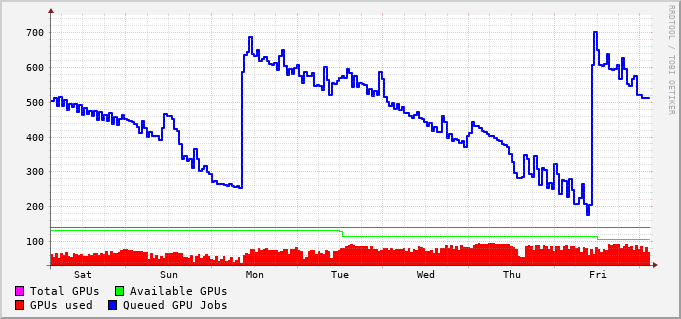 RRDTOOL / TOBI OETIKER
700
600
500
400
300
200
100
Sat Sun Mon Tue Wed Thu Fri
Total GPUs Available GPUs
GPUs used Queued GPU Jobs